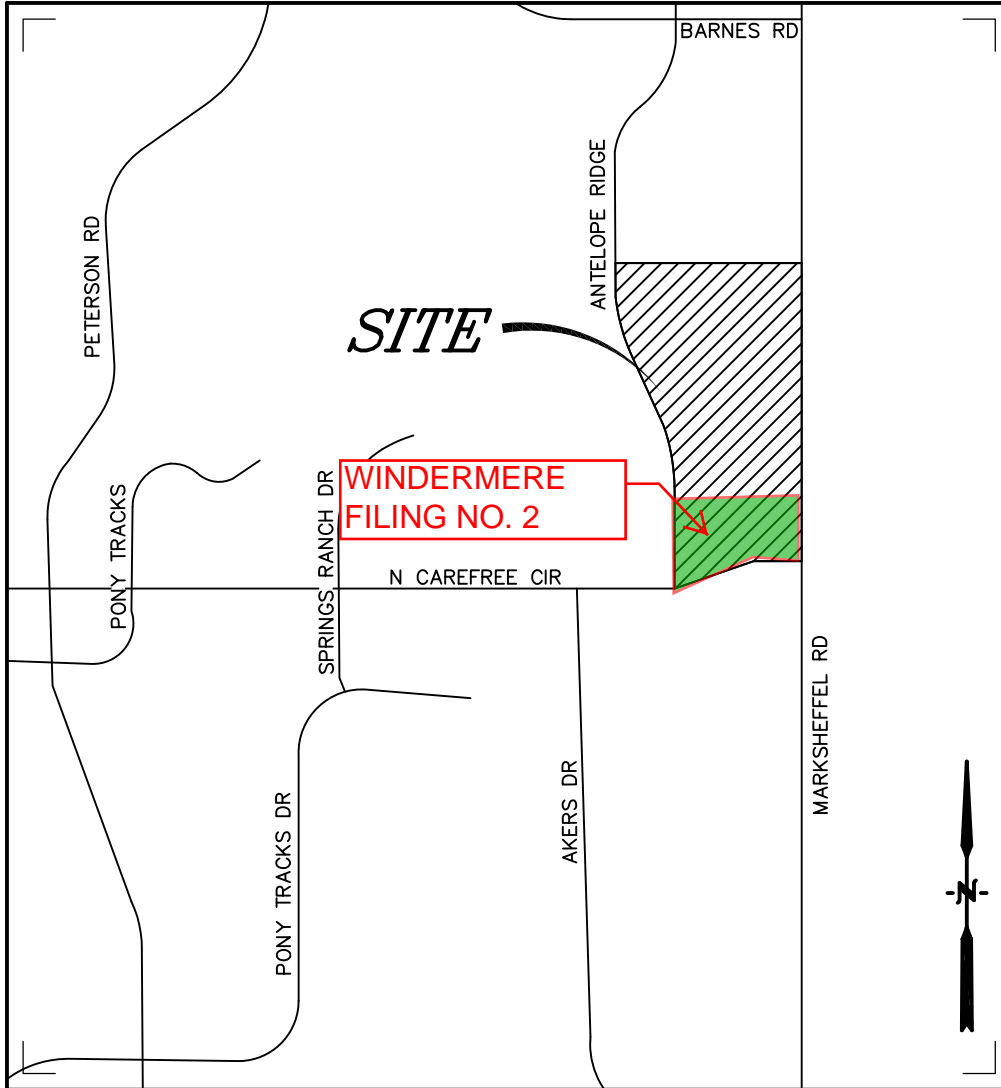 BARNES RD
ANTELOPE RIDGE
PETERSON RD
SITE
WINDERMERE
FILING NO. 2
SPRINGS RANCH DR
PONY TRACKS
N CAREFREE CIR
MARKSHEFFEL RD
AKERS DR
PONY TRACKS DR
N